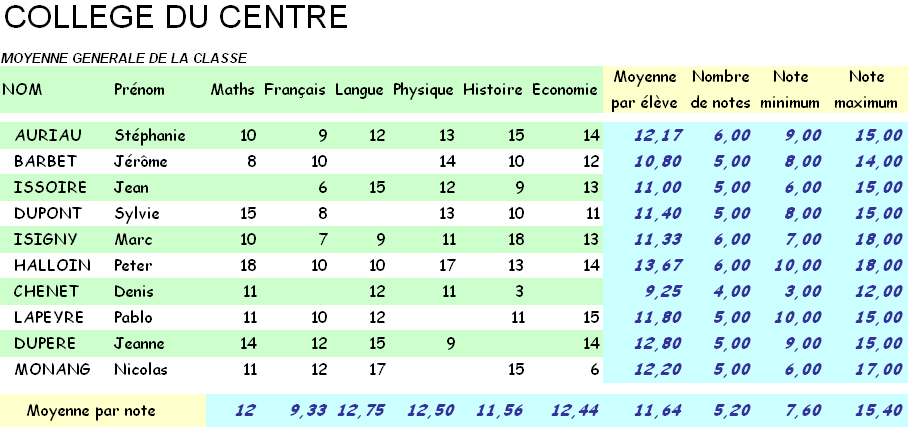 COLLEGE DU CENTRE
MOYENNE GENERALE DE LA CLASSE
NOM Prénom Maths Français Langue Physique Histoire Economie Moyenne par élève Nombre de notes Note minimum Note maximum
AURIAU Stéphanie 10 9 12 13 15 14 12,17 6,00 9,00 15,00
BARBET Jérôme 8 10 14 10 12 10,80 5,00 8,00 14,00
ISSOIRE Jean 6 15 12 9 13 11,00 5,00 6,00 15,00
DUPONT Sylvie 15 8 13 10 11 11,40 5,00 8,00 15,00
ISIGNY Marc 10 7 9 11 18 13 11,33 6,00 7,00 18,00
HALLOIN Peter 18 10 10 17 13 14 13,67 6,00 10,00 18,00
CHENET Denis 11 12 11 3 9,25 4,00 3,00 12,00
LAPEYRE Pablo 11 10 12 11 15 11,80 5,00 10,00 15,00
DUPERE Jeanne 14 12 15 9 14 12,80 5,00 9,00 15,00
MONANG Nicolas 11 12 17 15 6 12,20 5,00 6,00 17,00
Moyenne par note 12 9,33 12,75 12,50 11,56 12,44 11,64 5,20 7,60 15,40